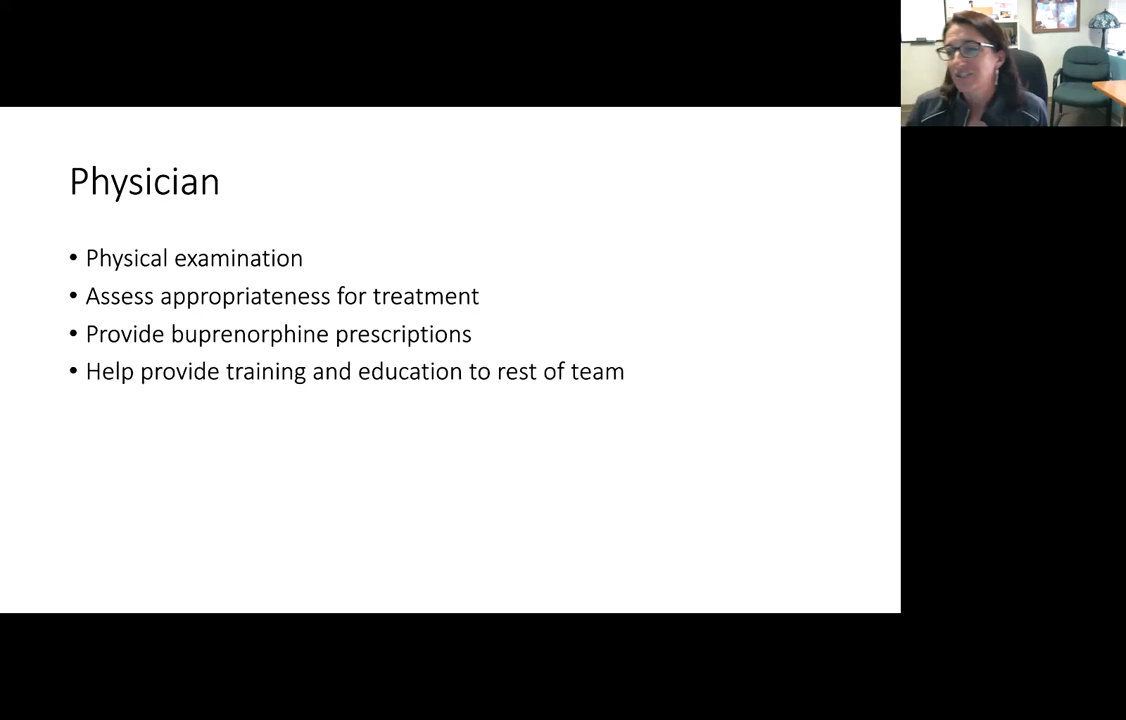 Physician
• Physical examination
• Assess appropriateness for treatment
• Provide buprenorphine prescriptions
• Help provide training and education to rest of team